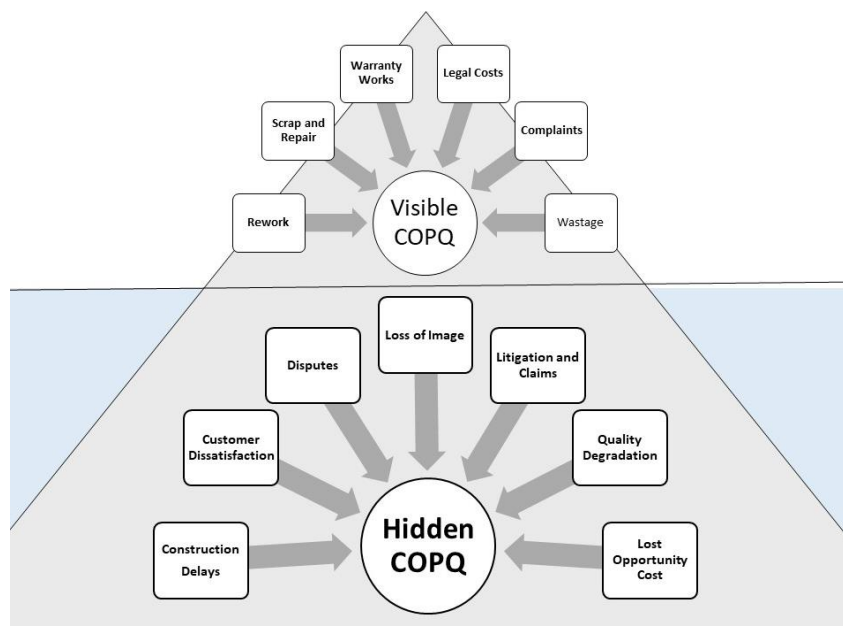 Warranty
Works
Legal Costs
Scrap and
Repair
Complaints
Visible
COPQ
Rework
Wastage
Loss of Image
Disputes
Litigation and
Claims
Customer
Dissatisfaction
Quality
Degradation
Hidden
COPQ
Construction
Delays
Lost
Opportunity
Cost